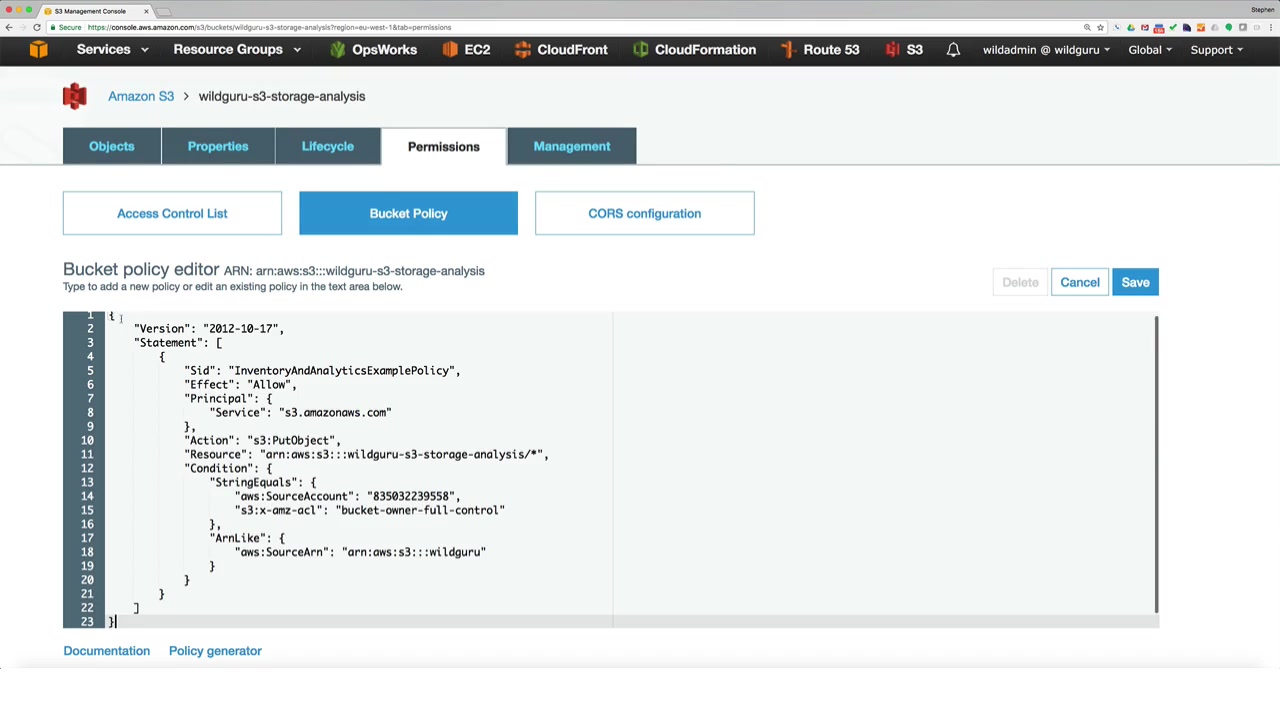 S3 Management Console
Stephen
Secure https://console.aws.amazon.com/s3/buckets/wildguru-s3-storage-analysis?region=eu-west-1&tab=permissions
Services Resource Groups OpsWorks EC2 CloudFront CloudFormation Route 53 S3 wildadmin @ wildguru Global Support
Amazon S3 > wildguru-s3-storage-analysis
Objects Properties Lifecycle Permissions Management
Access Control List Bucket Policy CORS configuration
Bucket policy editor ARN: arn:aws:s3:::wildguru-s3-storage-analysis
Type to add a new policy or edit an existing policy in the text area below.
Delete Cancel Save
1 {
2 "Version": "2012-10-17",
3 "Statement": [
4 {
5 "Sid": "InventoryAndAnalyticsExamplePolicy",
6 "Effect": "Allow",
7 "Principal": {
8 "Service": "s3.amazonaws.com"
9 },
10 "Action": "s3:PutObject",
11 "Resource": "arn:aws:s3:::wildguru-s3-storage-analysis/*",
12 "Condition": {
13 "StringEquals": {
14 "aws:SourceAccount": "835032239558",
15 "s3:x-amz-acl": "bucket-owner-full-control"
16 },
17 "ArnLike": {
18 "aws:SourceArn": "arn:aws:s3:::wildguru"
19 }
20 }
21 }
22 ]
23 }
Documentation Policy generator